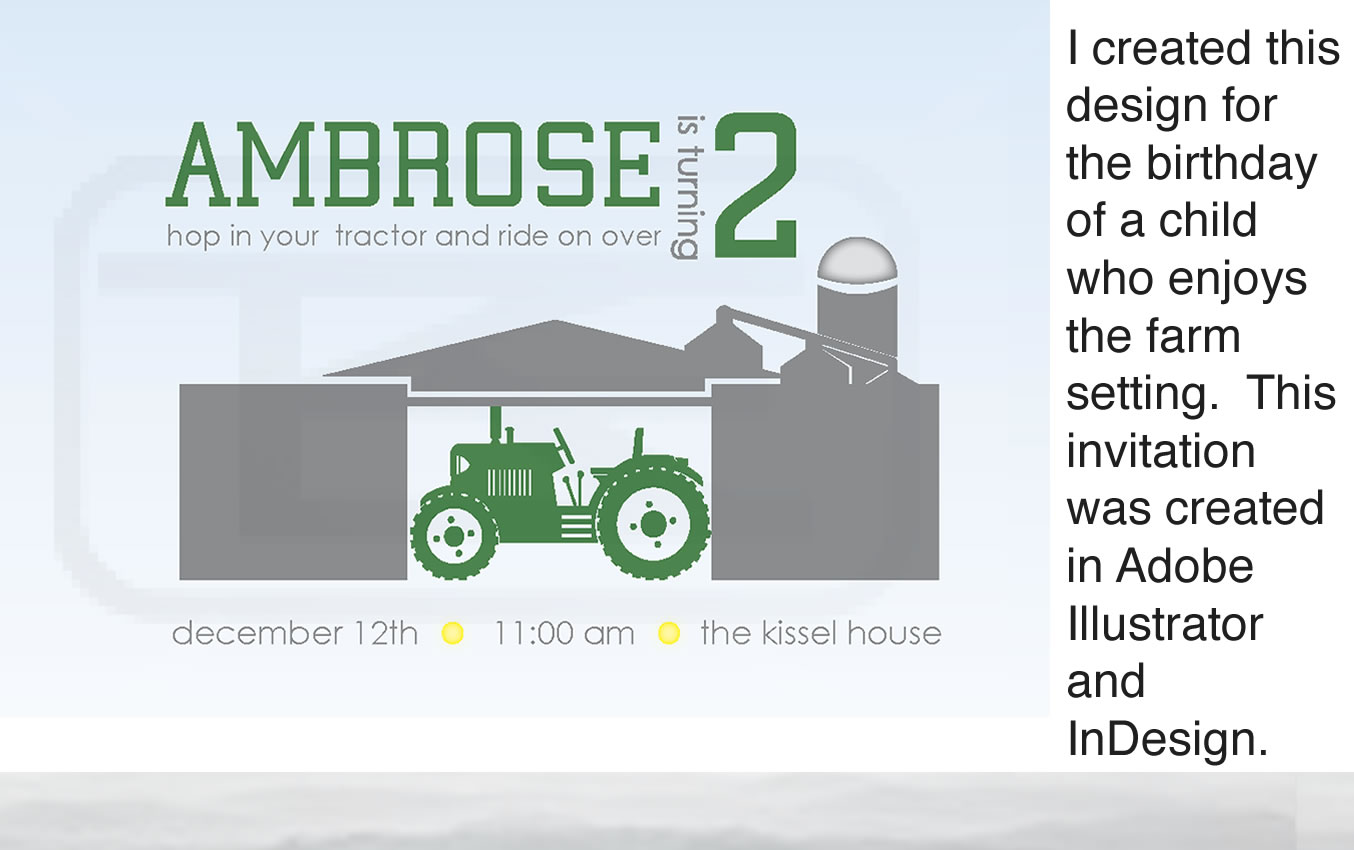 AMBROSE
is turning
2
hop in your  tractor and ride on over
december 12th
11:00 am
the kissel house
I created this
design for
the birthday
of a child
who enjoys
the farm
setting.  This
invitation
was created
in Adobe
Illustrator
and
InDesign.